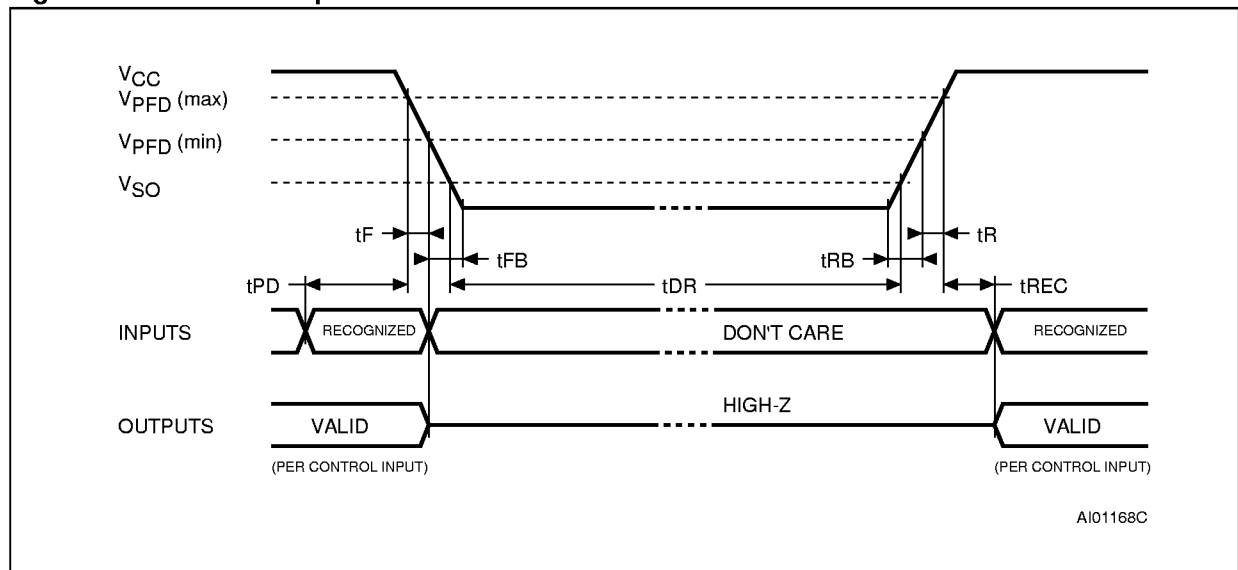 VCC
VPFD (max)
VPFD (min)
VSO
tF
tFB
tR
tRB
tPD
tDR
tREC
INPUTS
RECOGNIZED
DON'T CARE
RECOGNIZED
HIGH-Z
OUTPUTS
VALID
VALID
(PER CONTROL INPUT)
(PER CONTROL INPUT)
AI01168C